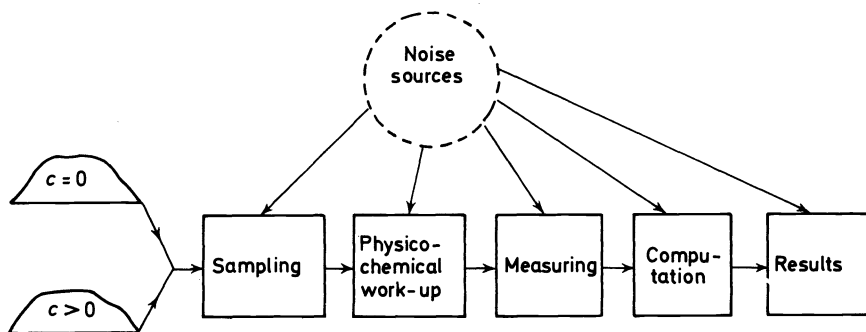 Noise
sources
c = 0
c > 0
Sampling
Physico-
chemical
work-up
Measuring
Compu-
tation
Results